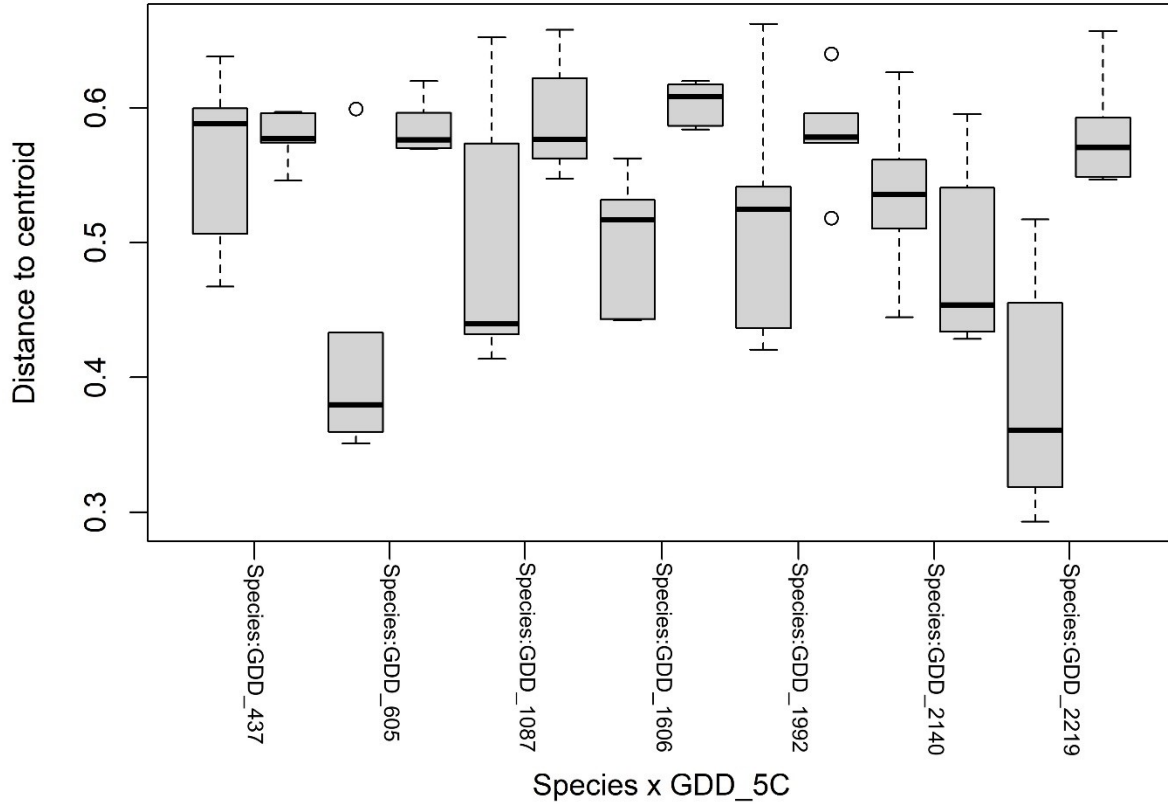 Distance to centroid
0.6
0.5
0.4
0.3
Species:GDD_437
Species:GDD_605
Species:GDD_1087
Species:GDD_1606
Species:GDD_1992
Species:GDD_2140
Species:GDD_2219
Species x GDD_5C